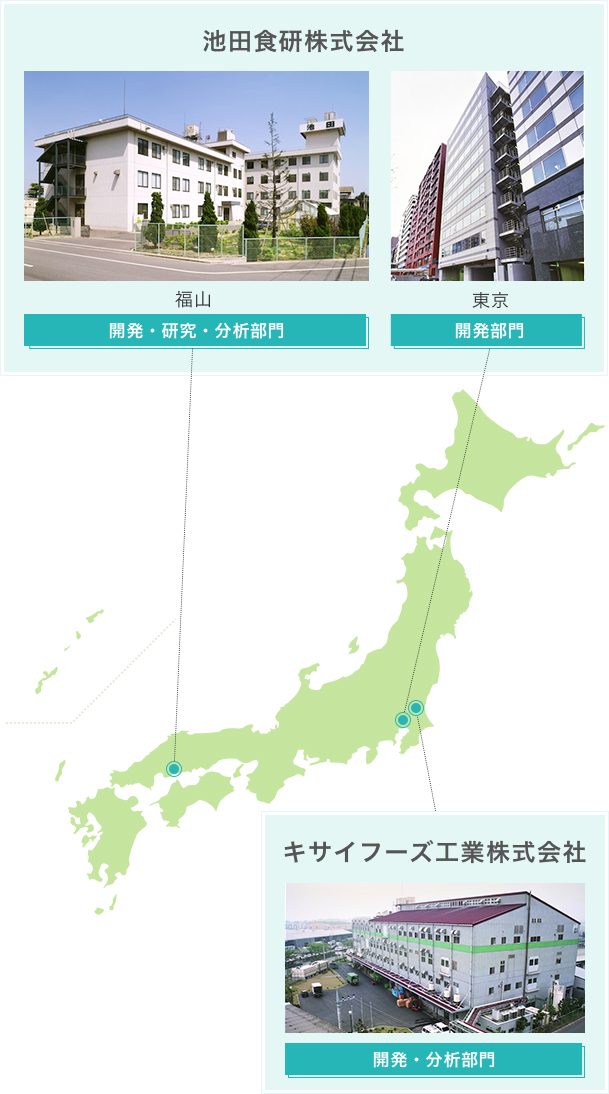 池田食研株式会社
池田
福山
東京
開発・研究・分析部門
開発部門
キサイフーズ工業株式会社
開発・分析部門